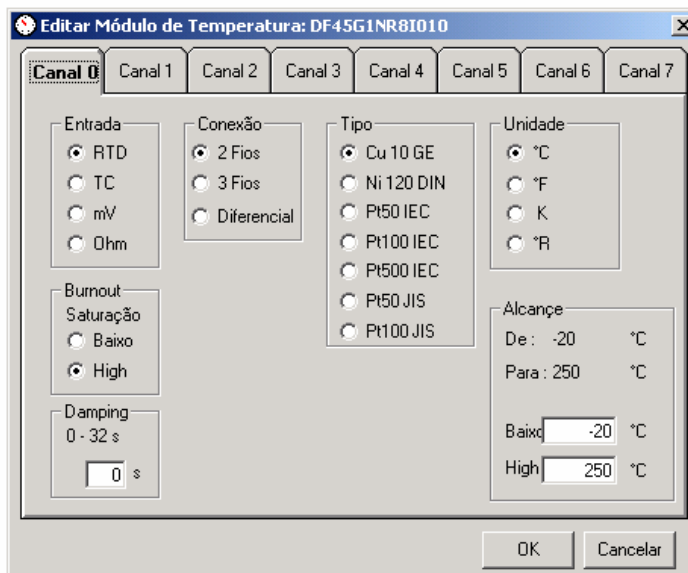 Editar Módulo de Temperatura: DF45G1NR8I010
Canal 0
Canal 1
Canal 2
Canal 3
Canal 4
Canal 5
Canal 6
Canal 7
Entrada
RTD
TC
mV
Ohm
Conexão
2 Fios
3 Fios
Diferencial
Tipo
Cu 10 GE
Ni 120 DIN
Pt50 IEC
Pt100 IEC
Pt500 IEC
Pt50 JIS
Pt100 JIS
Unidade
°C
°F
K
°R
Burnout
Saturação
Baixo
High
Damping
0 - 32 s
0 s
Alcançe
De : -20 °C
Para : 250 °C
Baixo -20 °C
High 250 °C
OK
Cancelar